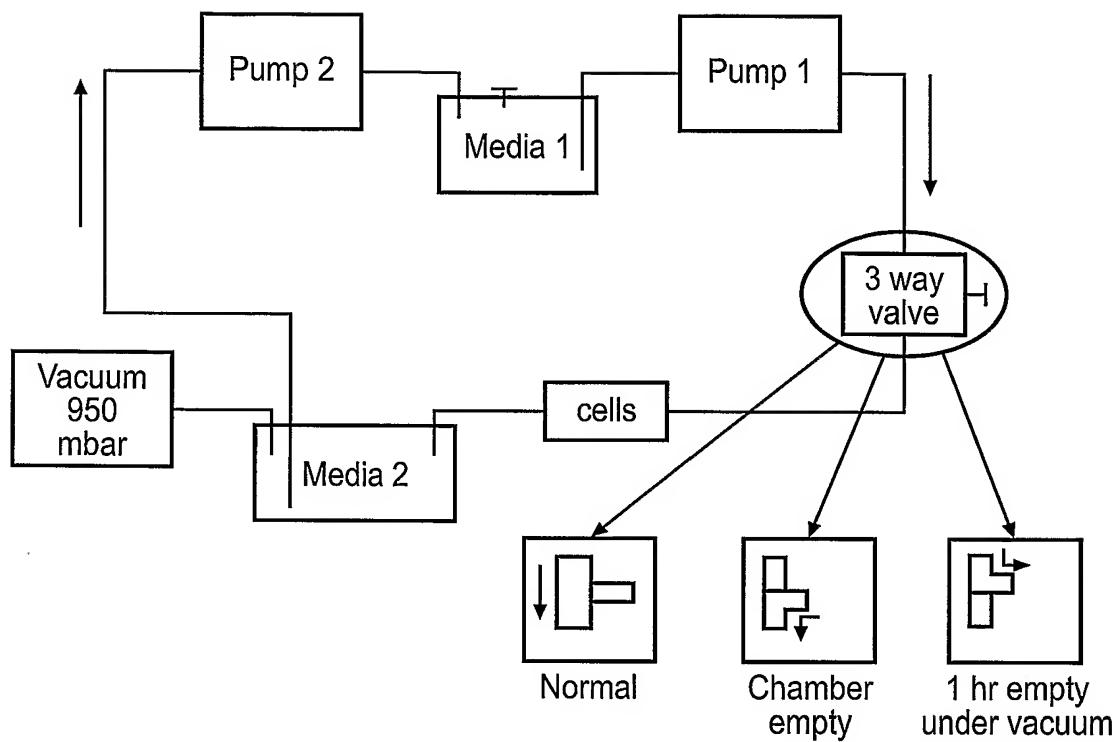 Pump 2
Pump 1
Media 1
3 way
valve
Vacuum
950
mbar
cells
Media 2
Normal
Chamber
empty
1 hr empty
under vacuum